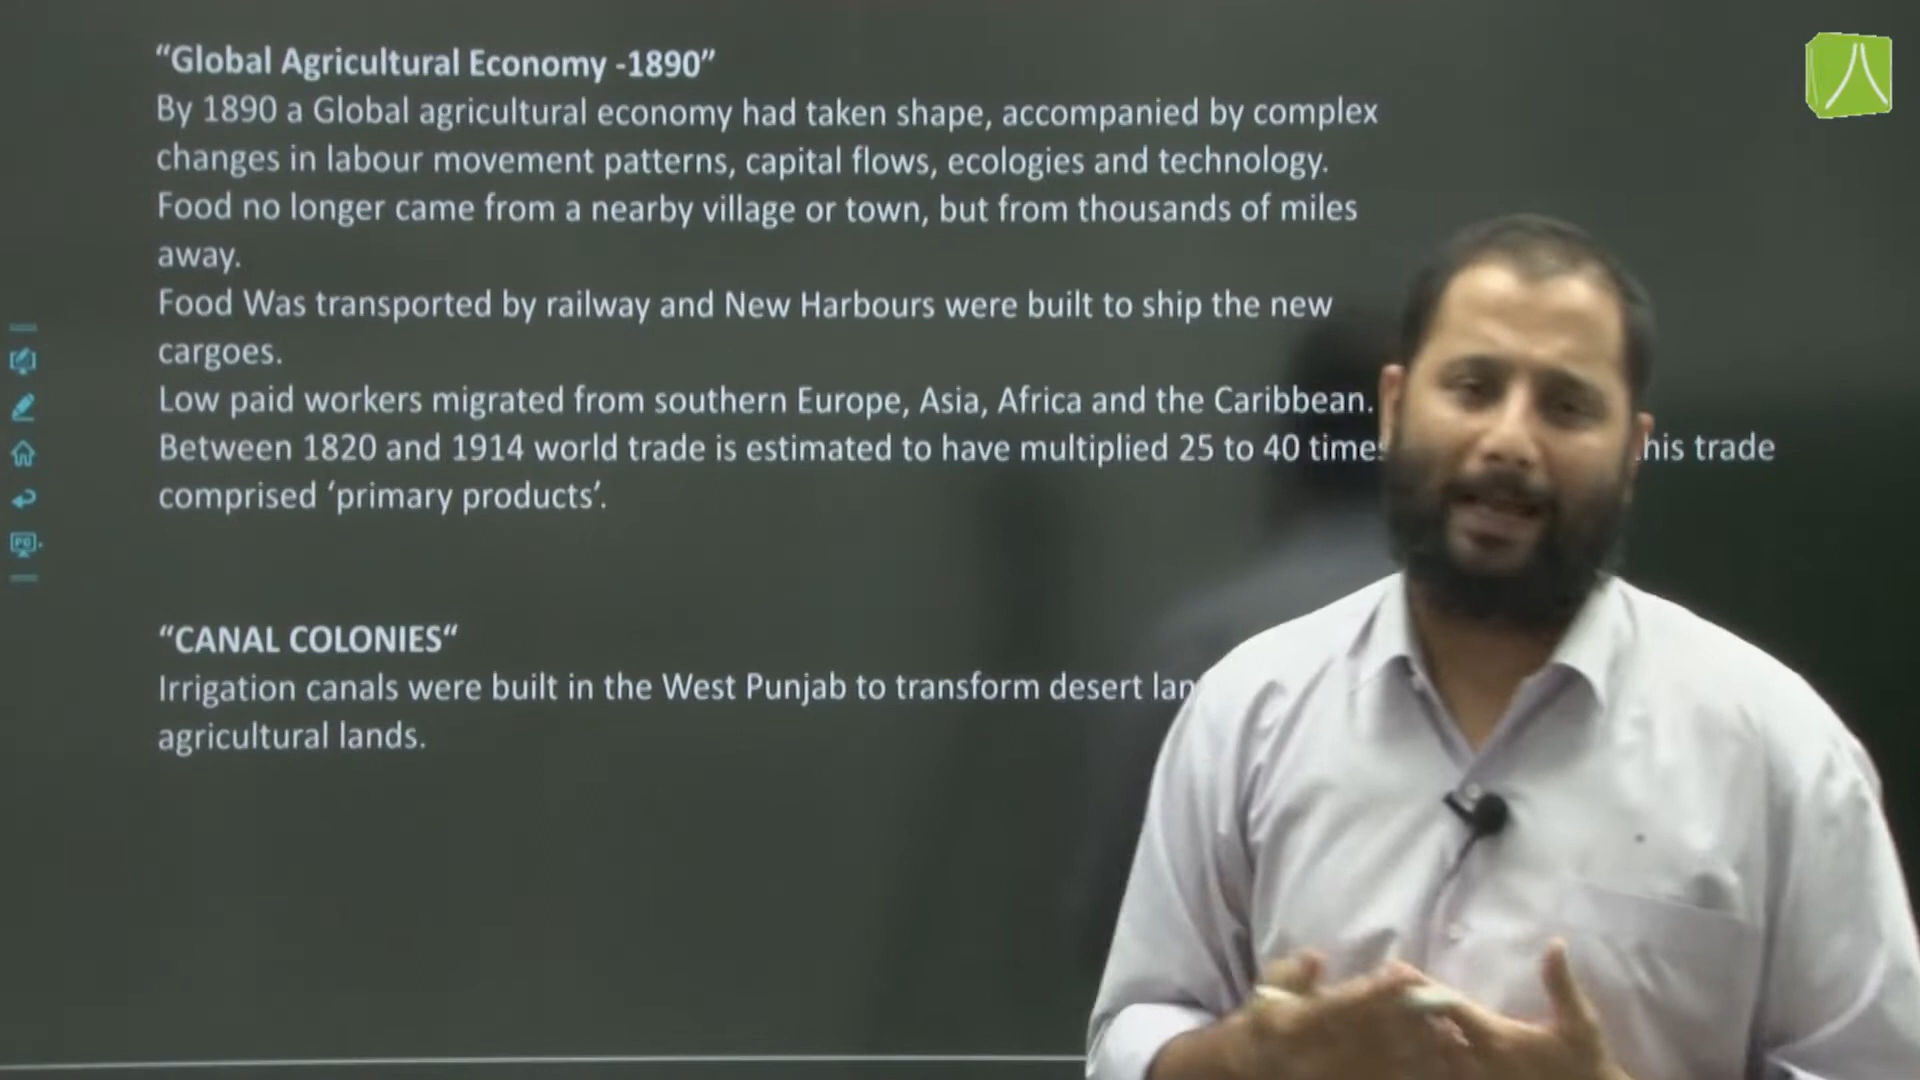 “Global Agricultural Economy -1890”
By 1890 a Global agricultural economy had taken shape, accompanied by complex
changes in labour movement patterns, capital flows, ecologies and technology.
Food no longer came from a nearby village or town, but from thousands of miles
away.
Food Was transported by railway and New Harbours were built to ship the new
cargoes.
Low paid workers migrated from southern Europe, Asia, Africa and the Caribbean.
Between 1820 and 1914 world trade is estimated to have multiplied 25 to 40 trade
comprised ‘primary products’.
“CANAL COLONIES“
Irrigation canals were built in the West Punjab to transform desert
agricultural lands.
PC